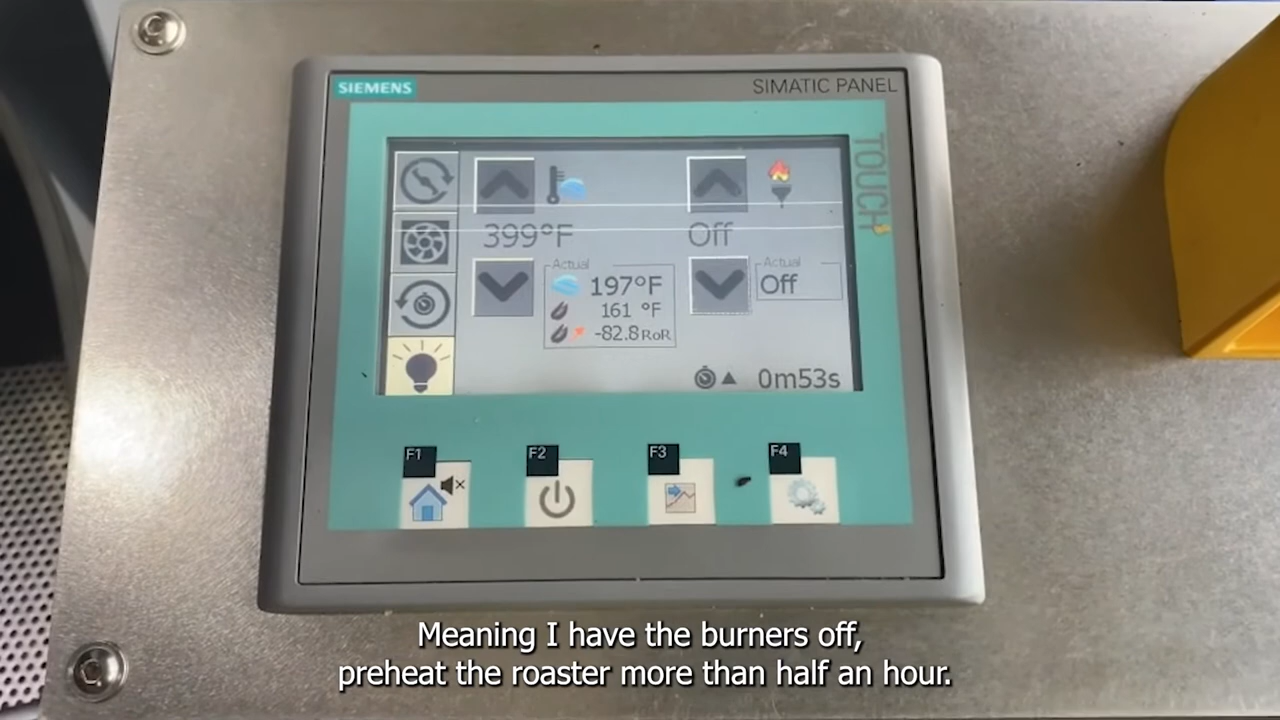 SIEMENS
SIMATIC PANEL
TOUCH
399°F
Off
Actual
197°F
161 °F
-82.8 RoR
Actual
Off
0m53s
F1
F2
F3
F4
Meaning I have the burners off,
preheat the roaster more than half an hour.